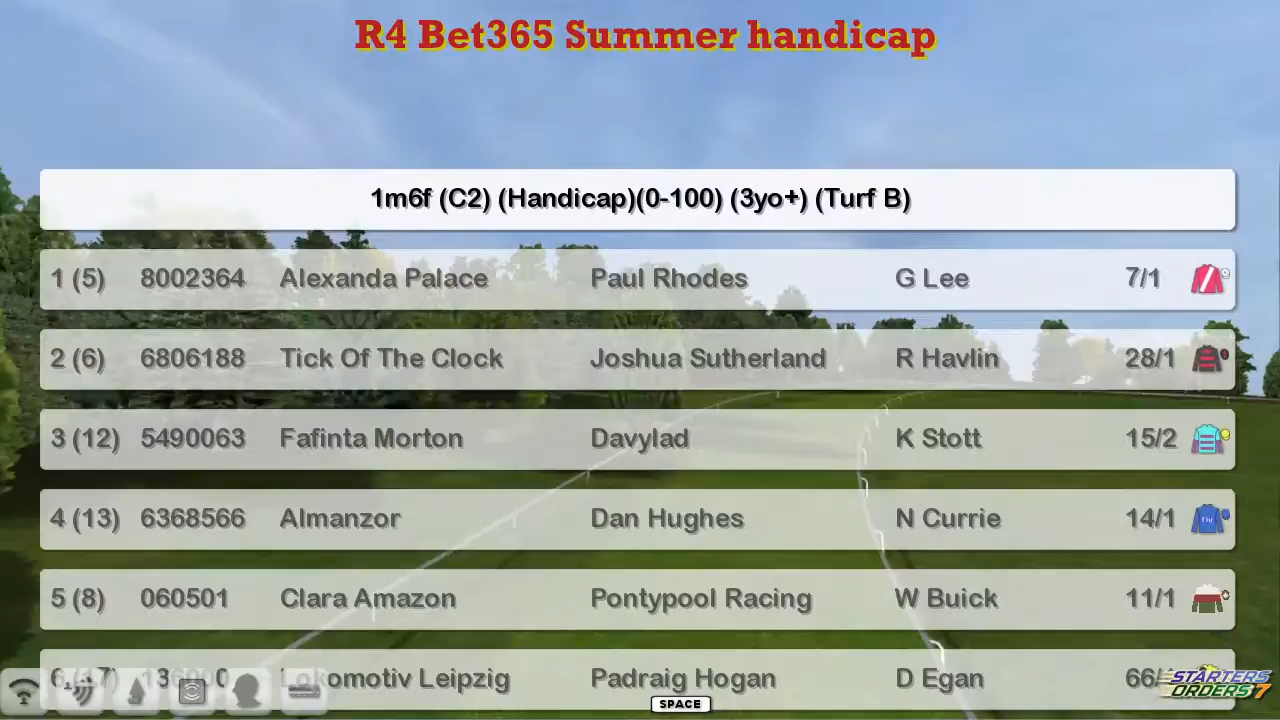 R4 Bet365 Summer handicap
1m6f (C2) (Handicap)(0-100) (3yo+) (Turf B)
1 (5) 8002364 Alexanda Palace Paul Rhodes G Lee 7/1
2 (6) 6806188 Tick Of The Clock Joshua Sutherland R Havlin 28/1
3 (12) 5490063 Fafinta Morton Davylad K Stott 15/2
4 (13) 6368566 Almanzor Dan Hughes N Currie 14/1
5 (8) 060501 Clara Amazon Pontypool Racing W Buick 11/1
6 Lokomotiv Leipzig Padraig Hogan D Egan
SPACE
STARTERS ORDERS 7